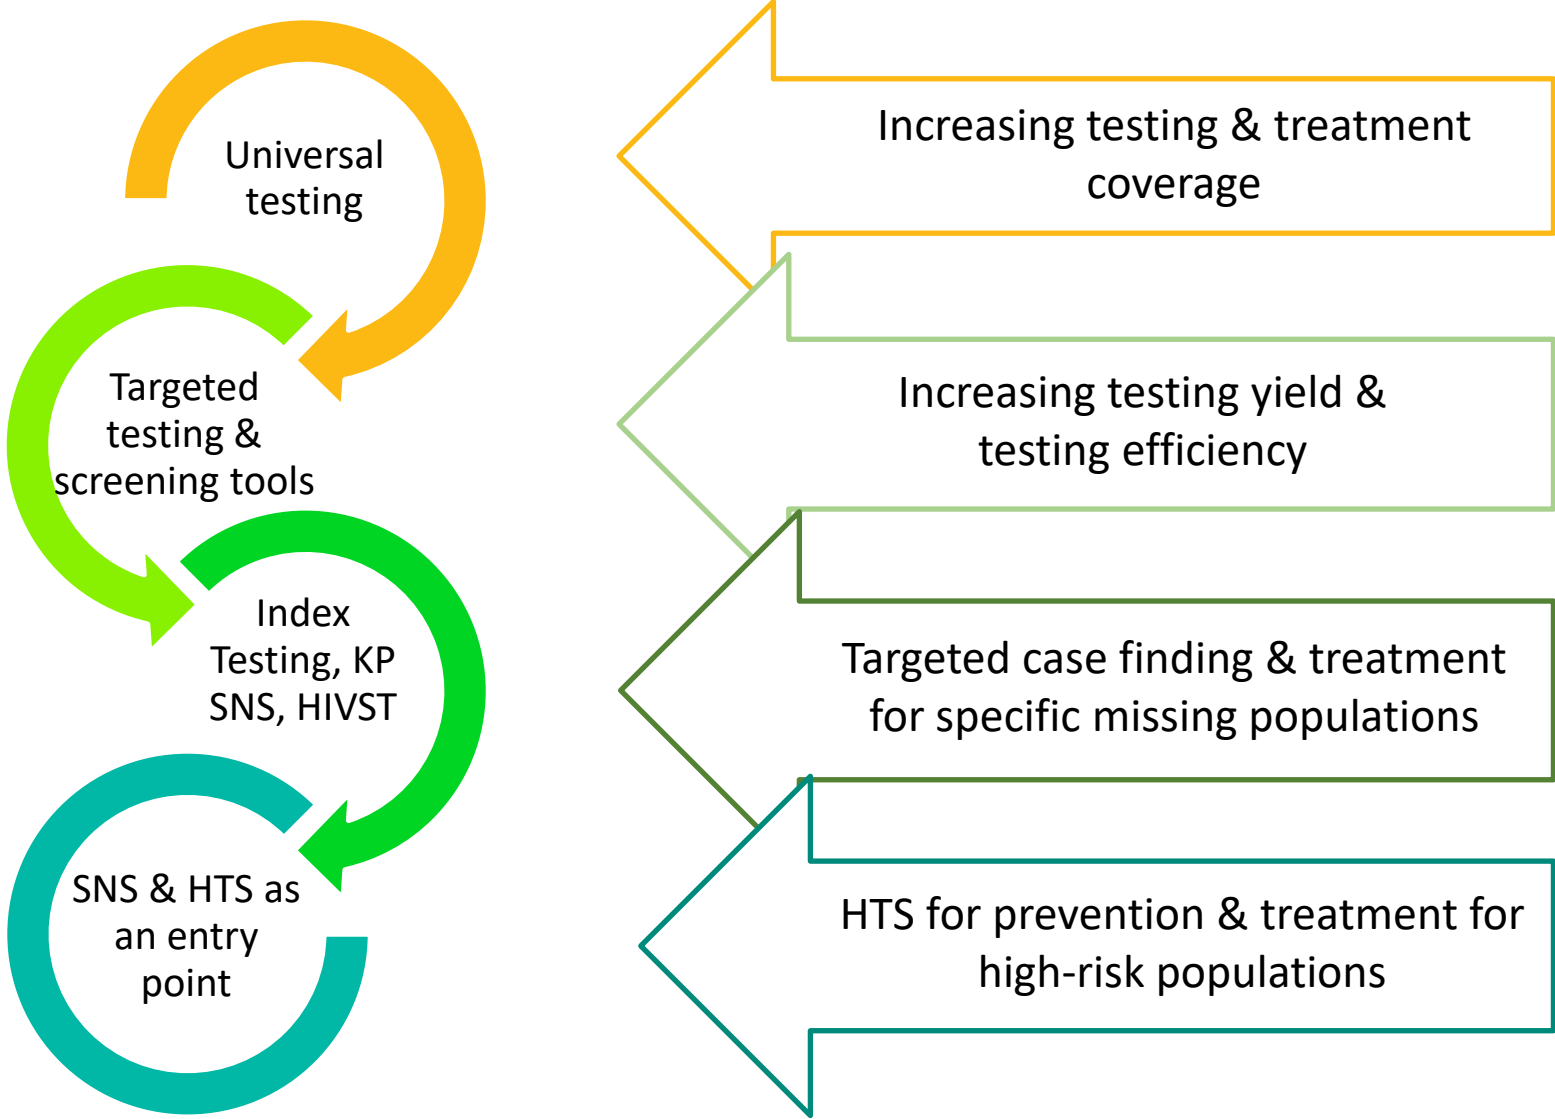 Universal
testing
Increasing testing & treatment
coverage
Targeted
testing &
screening tools
Increasing testing yield &
testing efficiency
Index
Testing, KP
SNS, HIVST
Targeted case finding & treatment
for specific missing populations
SNS & HTS as
an entry
point
HTS for prevention & treatment for
high-risk populations